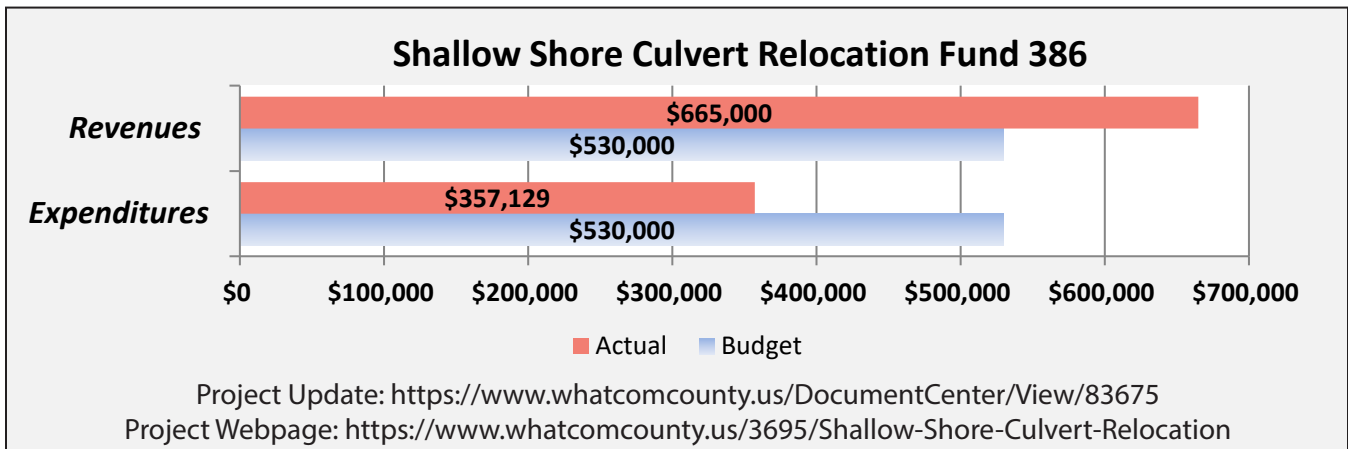 Shallow Shore Culvert Relocation Fund 386
Revenues
$665,000
$530,000
Expenditures
$357,129
$530,000
$0 $100,000 $200,000 $300,000 $400,000 $500,000 $600,000 $700,000
Actual Budget
Project Update: https://www.whatcomcounty.us/DocumentCenter/View/83675
Project Webpage: https://www.whatcomcounty.us/3695/Shallow-Shore-Culvert-Relocation